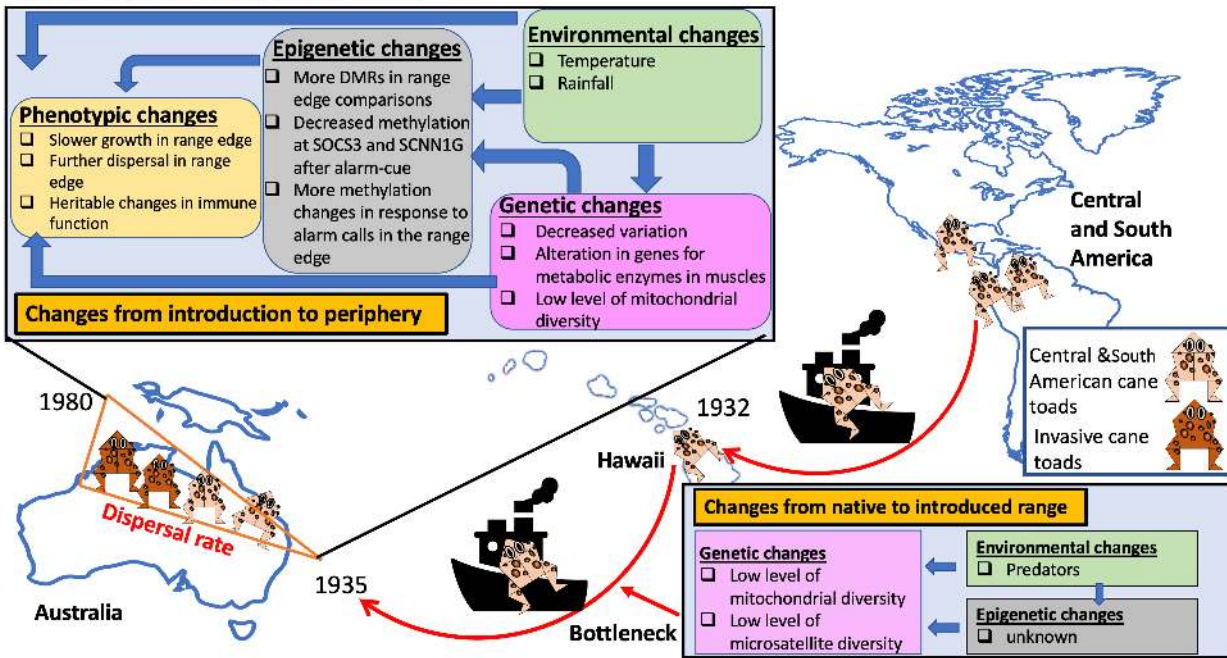 Environmental changes
Temperature
Rainfall
Epigenetic changes
More DMRs in range
edge comparisons
Decreased methylation
at SOCS3 and SCNN1G
after alarm-cue
More methylation
changes in response to
alarm calls in the range
edge
Phenotypic changes
Slower growth in range edge
Further dispersal in range
edge
Heritable changes in immune
function
Genetic changes
Decreased variation
Alteration in genes for
metabolic enzymes in muscles
Low level of mitochondrial
diversity
Changes from introduction to periphery
Central
and South
America
Central &South
American cane
toads
Invasive cane
toads
1980
1932
Hawaii
Dispersal rate
1935
Australia
Bottleneck
Changes from native to introduced range
Genetic changes
Low level of
mitochondrial diversity
Low level of
microsatellite diversity
Environmental changes
Predators
Epigenetic changes
unknown